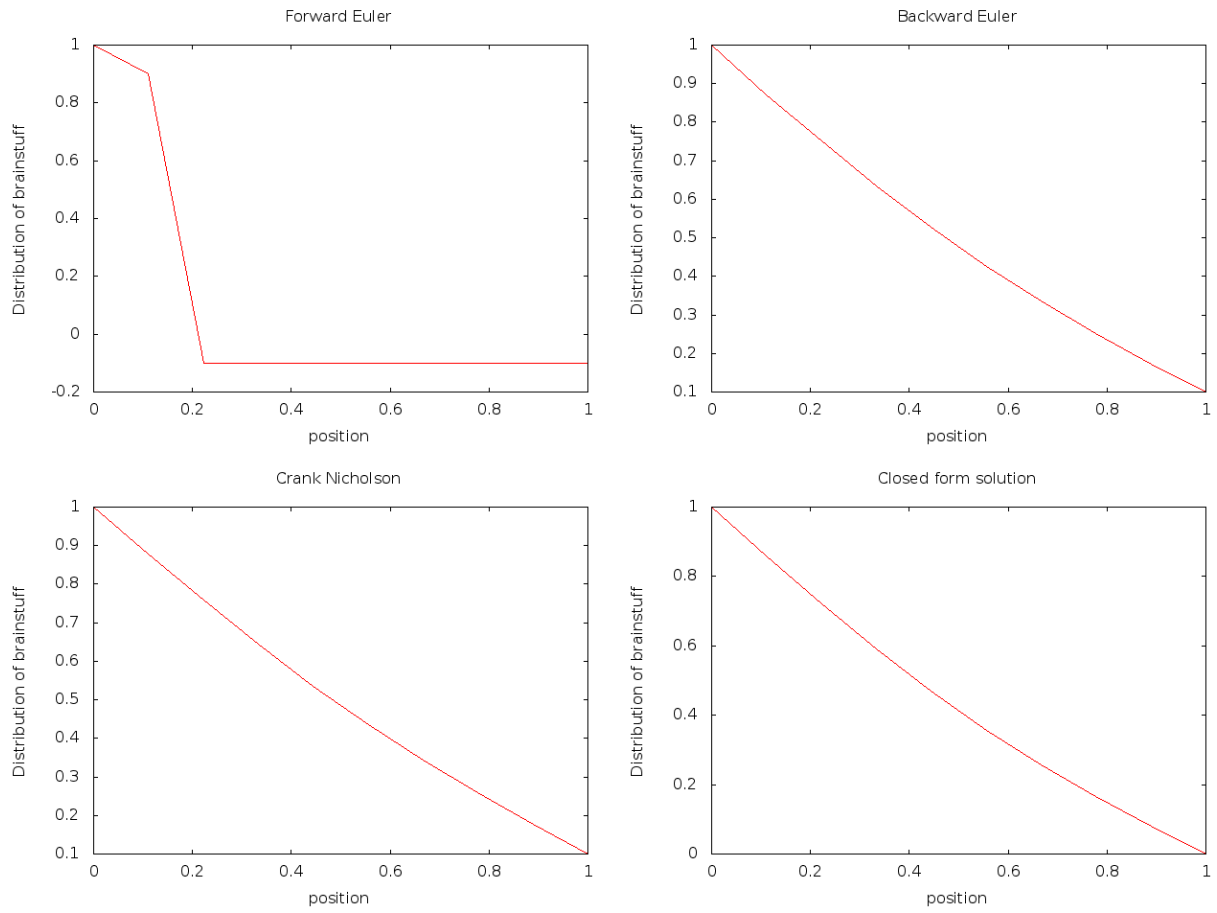 Forward Euler
1
0.8
0.6
0.4
0.2
0
-0.2
Distribution of brainstuff
0 0.2 0.4 0.6 0.8 1
position
Backward Euler
1
0.9
0.8
0.7
0.6
0.5
0.4
0.3
0.2
0.1
Distribution of brainstuff
0 0.2 0.4 0.6 0.8 1
position
Crank Nicholson
1
0.9
0.8
0.7
0.6
0.5
0.4
0.3
0.2
0.1
Distribution of brainstuff
0 0.2 0.4 0.6 0.8 1
position
Closed form solution
1
0.8
0.6
0.4
0.2
0
Distribution of brainstuff
0 0.2 0.4 0.6 0.8 1
position